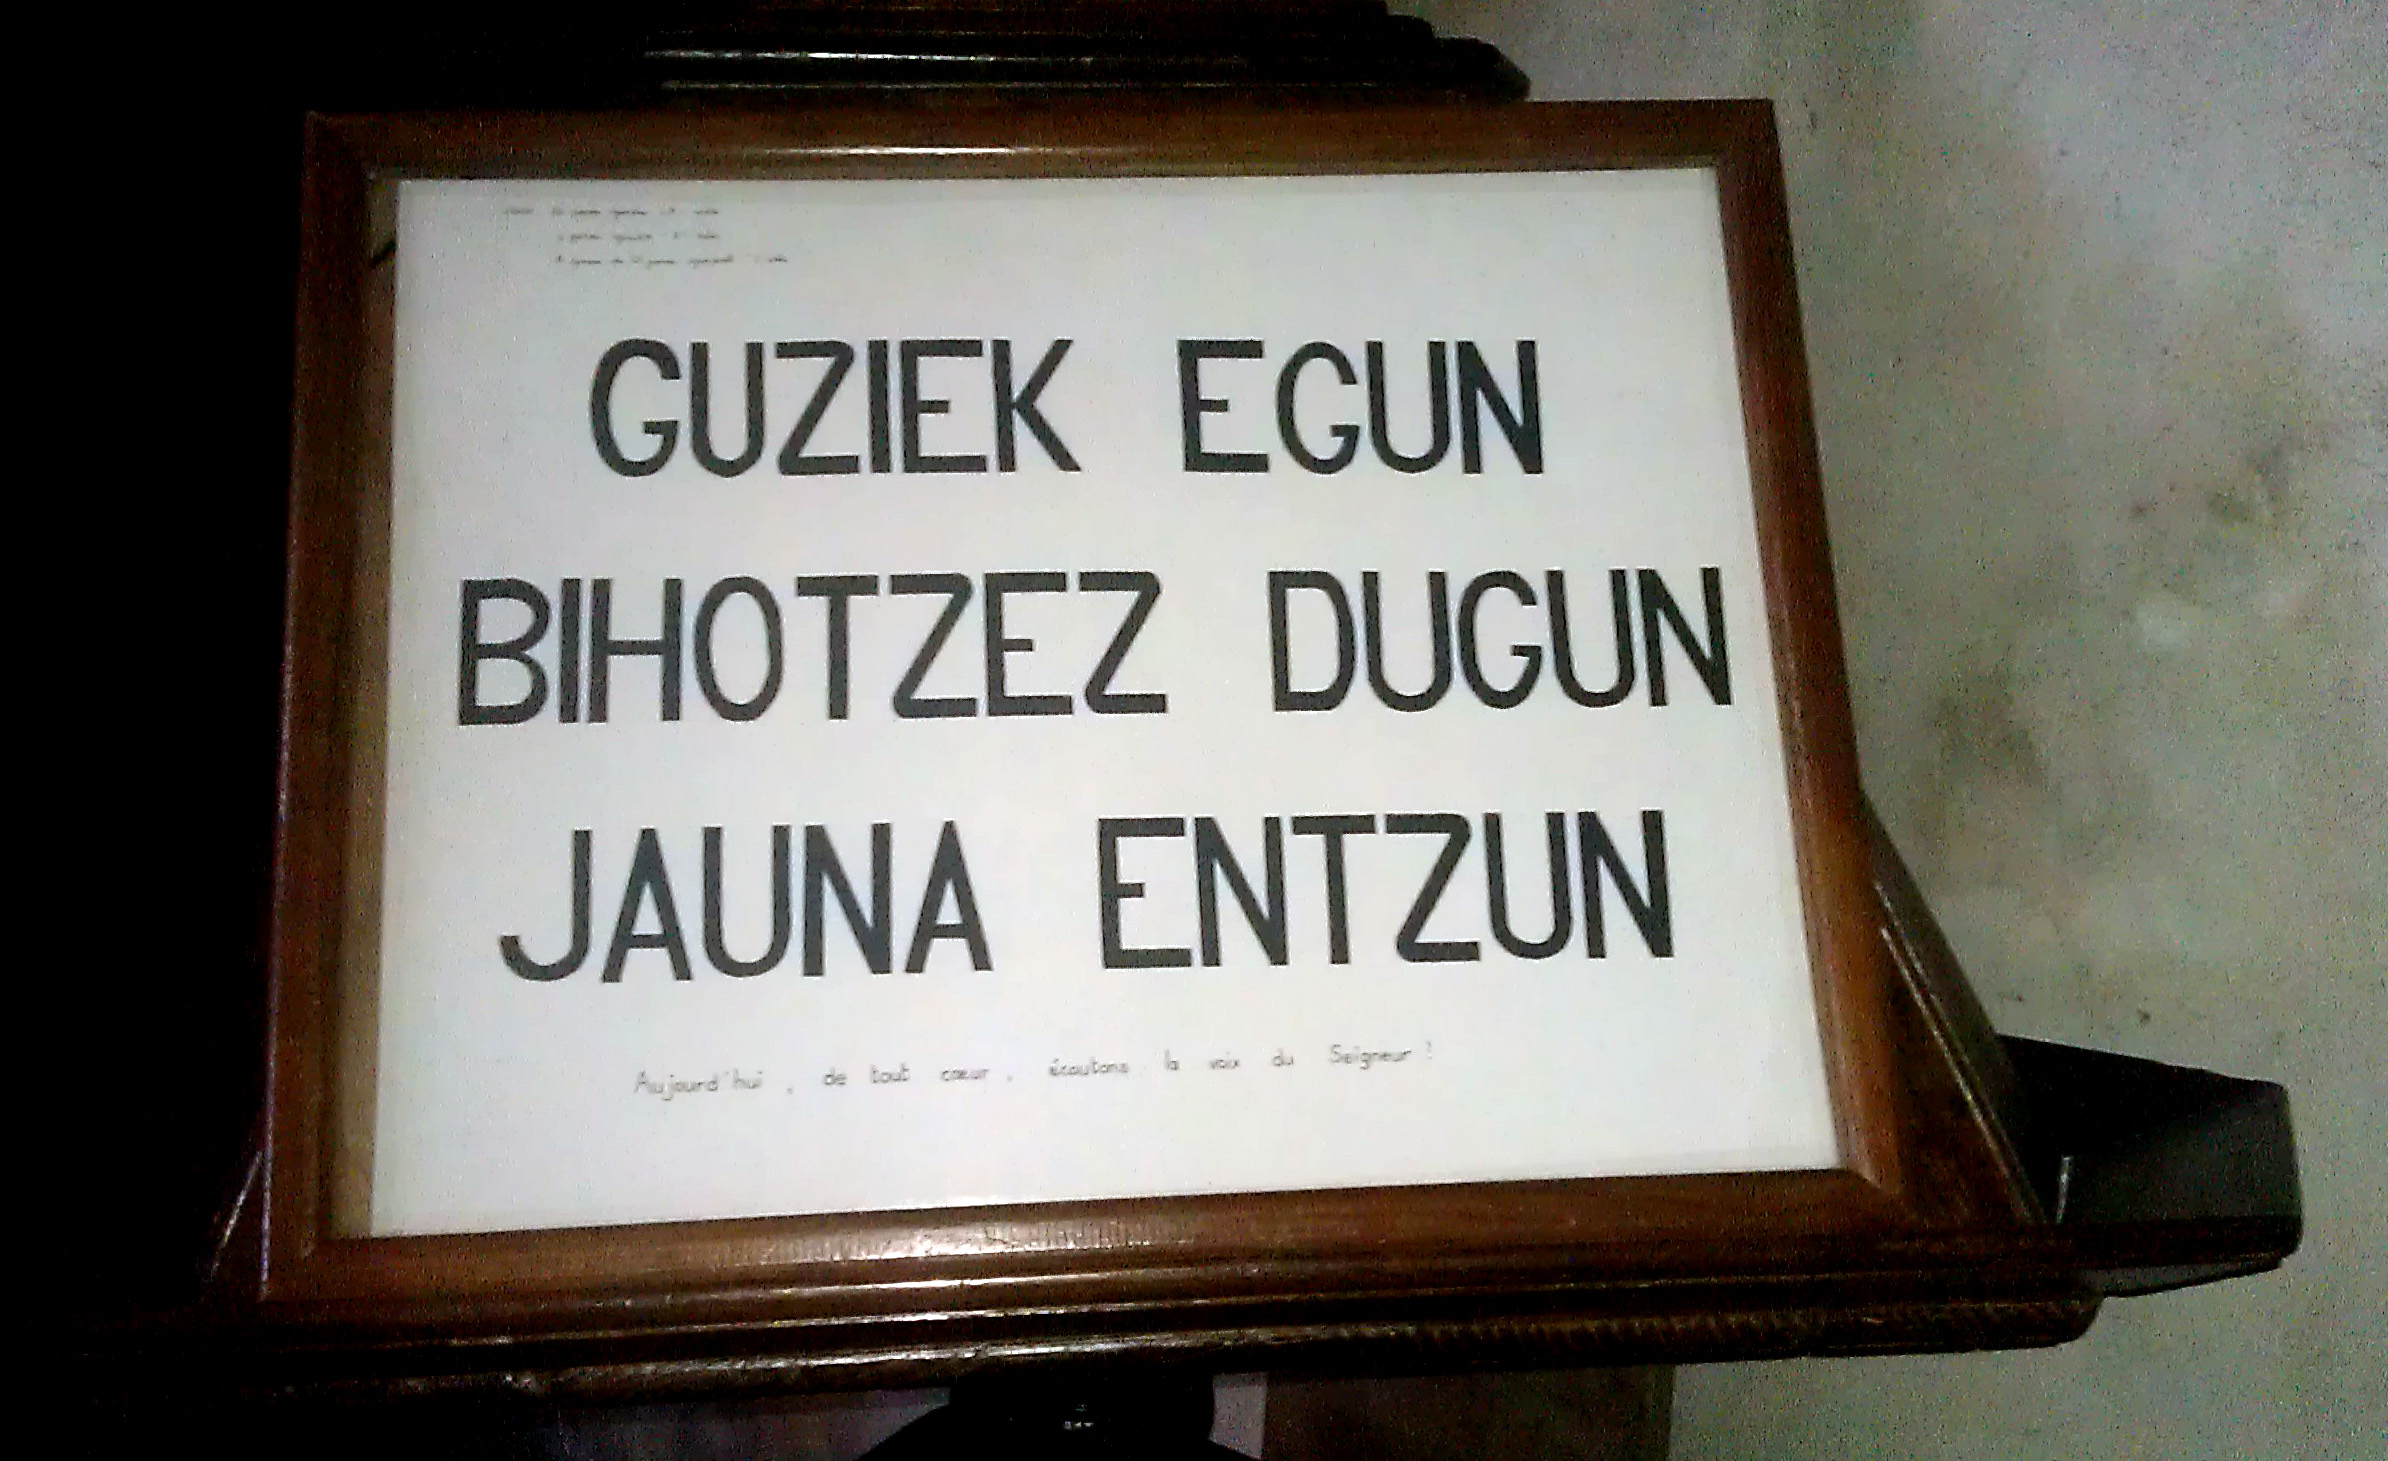 GUZIEK EGUN
BIHOTZEZ DUGUN
JAUNA ENTZUN
Aujourd'hui, de tout cœur, écoutons la voix du Seigneur !